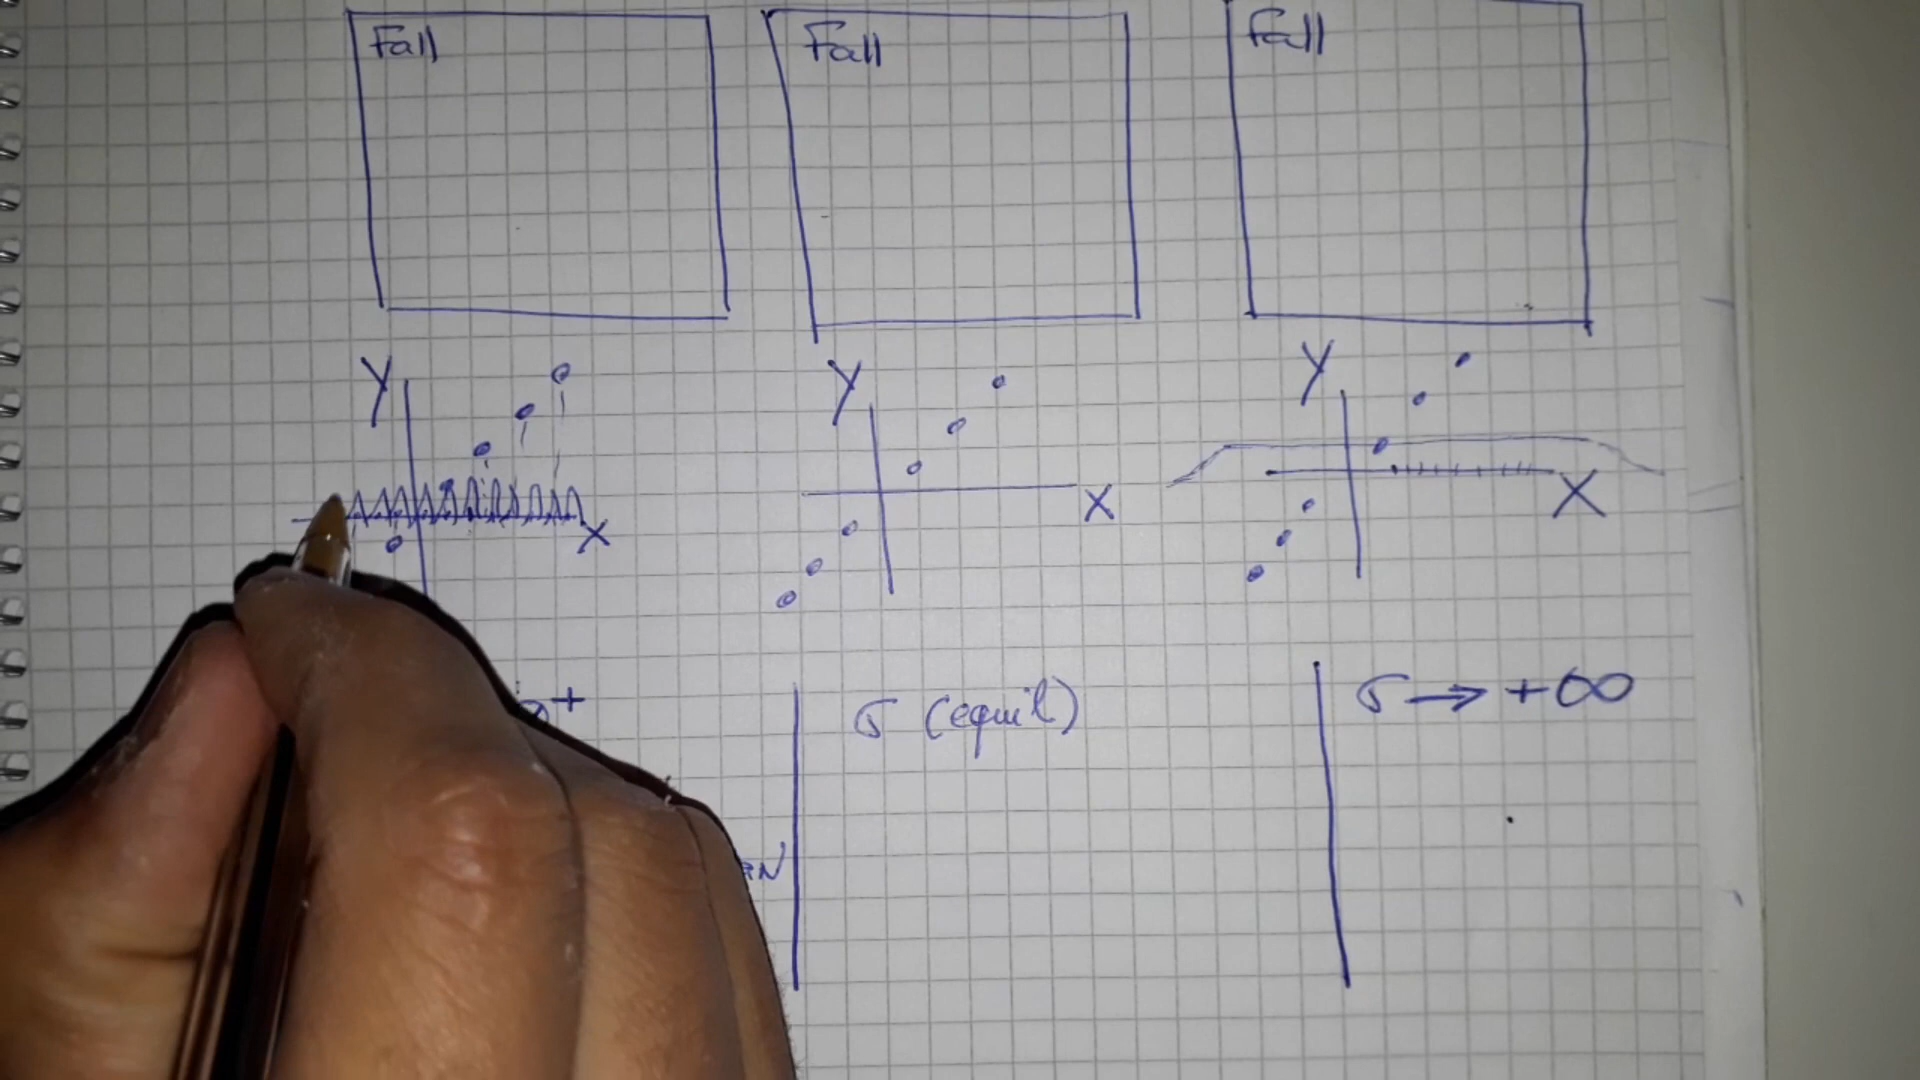 Fall
Fall
Fall
Y
Y
Y
X
X
X
+
σ (equil)
σ → +∞